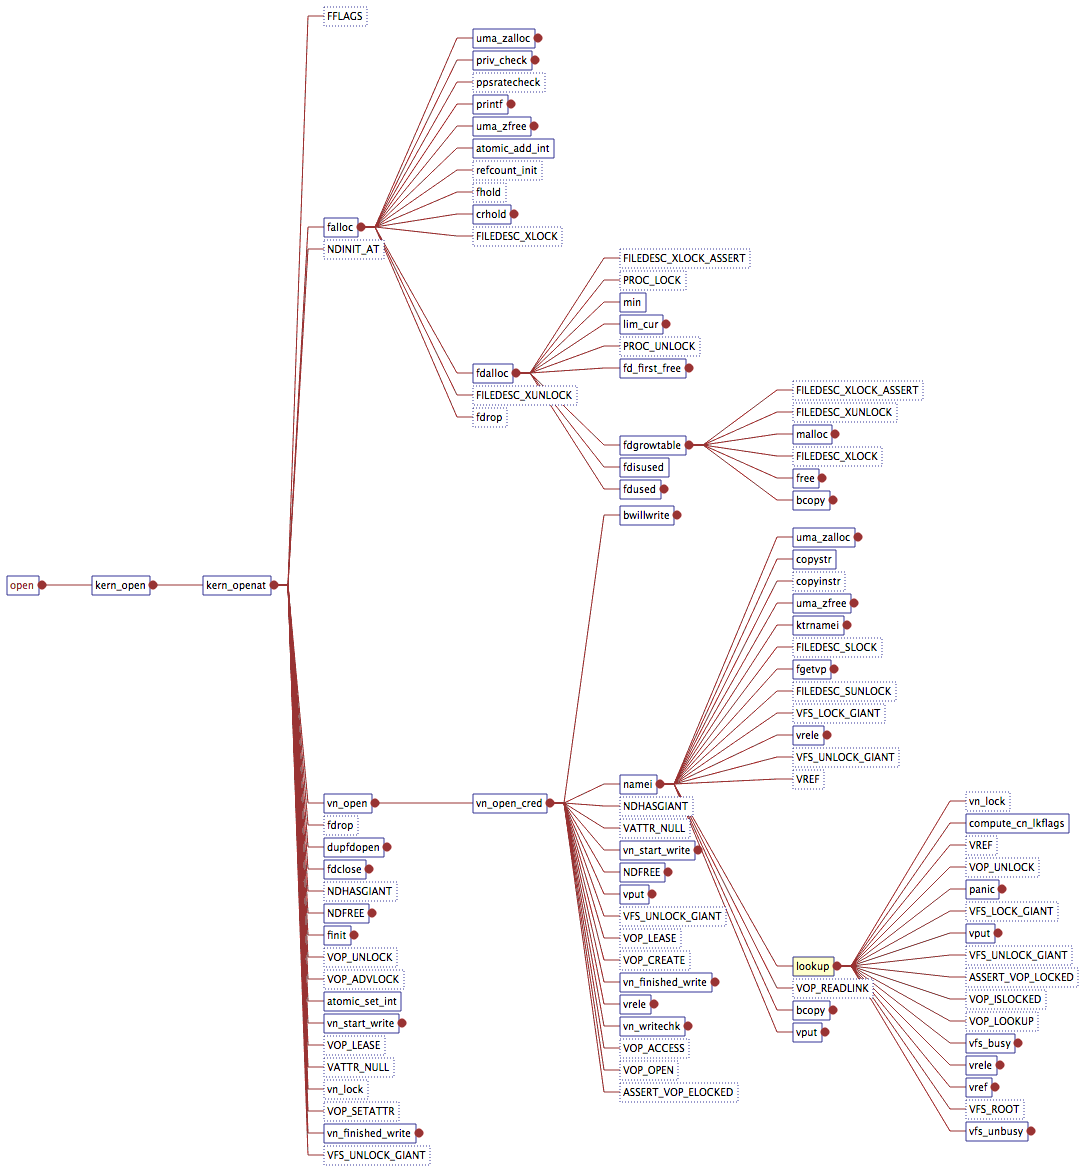 open
kern_open
kern_openat
FFLAGS
falloc
NDINIT_AT
vn_open
fdrop
dupfdopen
fdclose
NDHASGIANT
NDFREE
finit
VOP_UNLOCK
VOP_ADVLOCK
atomic_set_int
vn_start_write
VOP_LEASE
VATTR_NULL
vn_lock
VOP_SETATTR
vn_finished_write
VFS_UNLOCK_GIANT
uma_zalloc
priv_check
ppsratecheck
printf
uma_zfree
atomic_add_int
refcount_init
fhold
crhold
FILEDESC_XLOCK
fdalloc
FILEDESC_XUNLOCK
fdrop
vn_open_cred
FILEDESC_XLOCK_ASSERT
PROC_LOCK
min
lim_cur
PROC_UNLOCK
fd_first_free
fdgrowtable
fdisused
fdused
bwillwrite
namei
NDHASGIANT
VATTR_NULL
vn_start_write
NDFREE
vput
VFS_UNLOCK_GIANT
VOP_LEASE
VOP_CREATE
vn_finished_write
vrele
vn_writechk
VOP_ACCESS
VOP_OPEN
ASSERT_VOP_ELOCKED
FILEDESC_XLOCK_ASSERT
FILEDESC_XUNLOCK
malloc
FILEDESC_XLOCK
free
bcopy
uma_zalloc
copystr
copyinstr
uma_zfree
ktrnamei
FILEDESC_SLOCK
fgetvp
FILEDESC_SUNLOCK
VFS_LOCK_GIANT
vrele
VFS_UNLOCK_GIANT
VREF
lookup
VOP_READLINK
bcopy
vput
vn_lock
compute_cn_lkflags
VREF
VOP_UNLOCK
panic
VFS_LOCK_GIANT
vput
VFS_UNLOCK_GIANT
ASSERT_VOP_LOCKED
VOP_ISLOCKED
VOP_LOOKUP
vfs_busy
vrele
vref
VFS_ROOT
vfs_unbusy